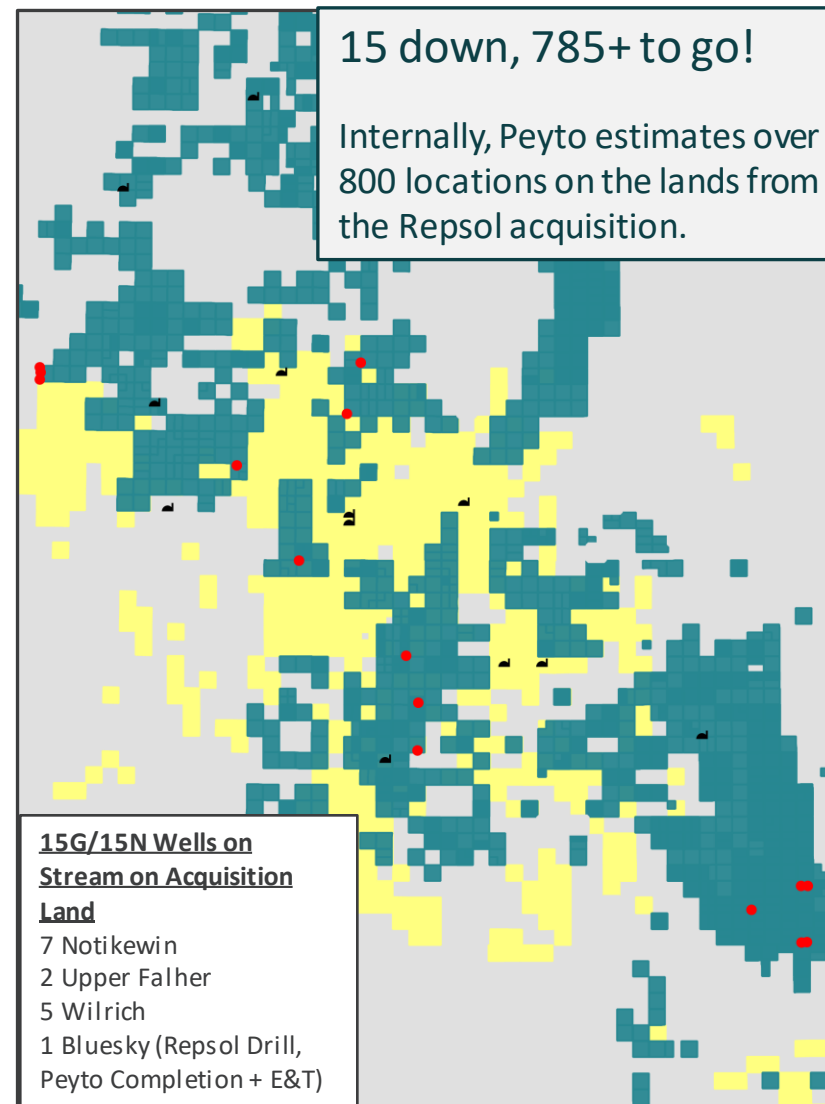 15 down, 785+ to go!
Internally, Peyto estimates over
800 locations on the lands from
the Repsol acquisition.
15G/15N Wells on
Stream on Acquisition
Land
7 Notikewin
2 Upper Falher
5 Wilrich
1 Bluesky (Repsol Drill,
Peyto Completion + E&T)